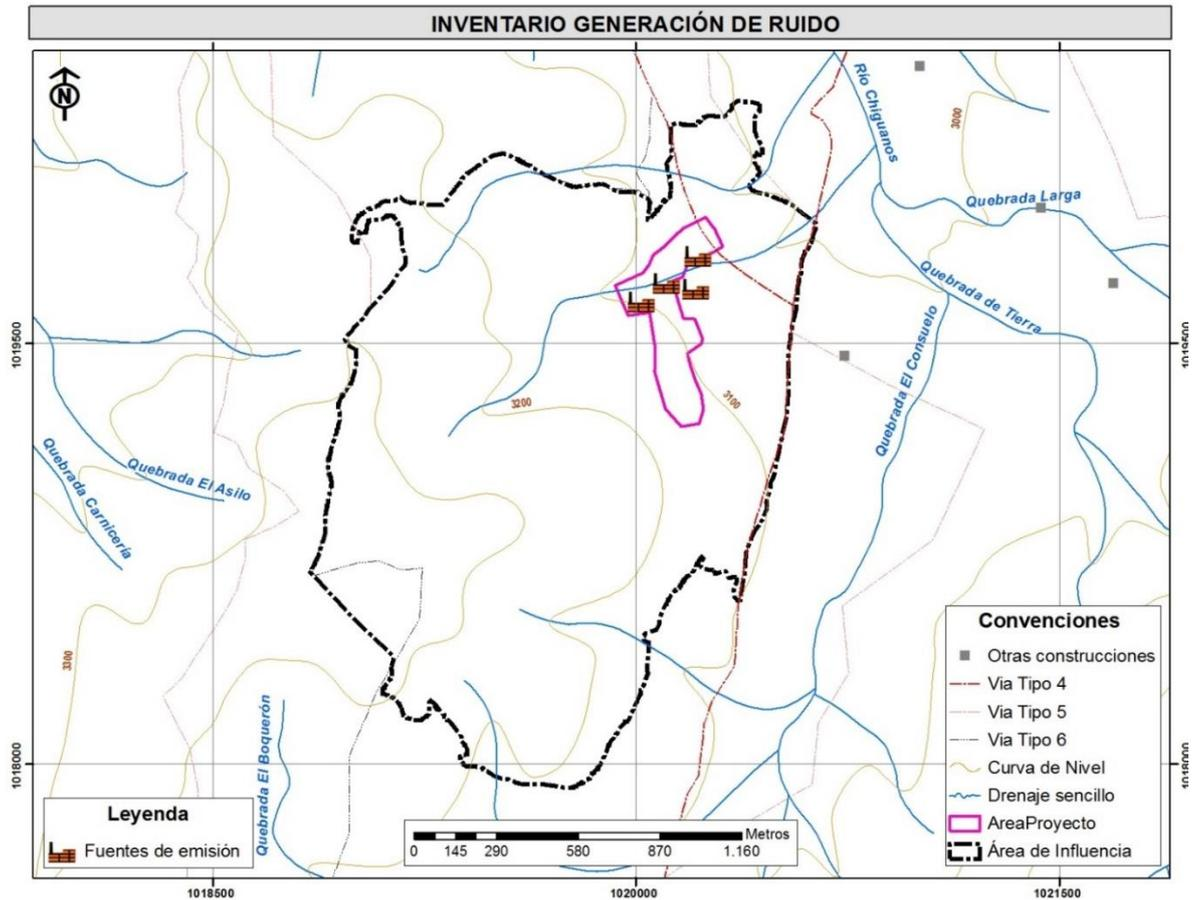 INVENTARIO GENERACIÓN DE RUIDO
N
Río Chiguanos
3000
Quebrada Larga
Quebrada de Tierra
Quebrada El Consuelo
1019500
1019500
3200
3100
Quebrada El Asilo
Quebrada Carnicería
3300
Quebrada El Boquerón
1018000
1018000
Convenciones
Otras construcciones
Via Tipo 4
Via Tipo 5
Via Tipo 6
Curva de Nivel
Drenaje sencillo
AreaProyecto
Área de Influencia
Leyenda
Fuentes de emisión
Metros
0 145 290 580 870 1.160
1018500 1020000 1021500